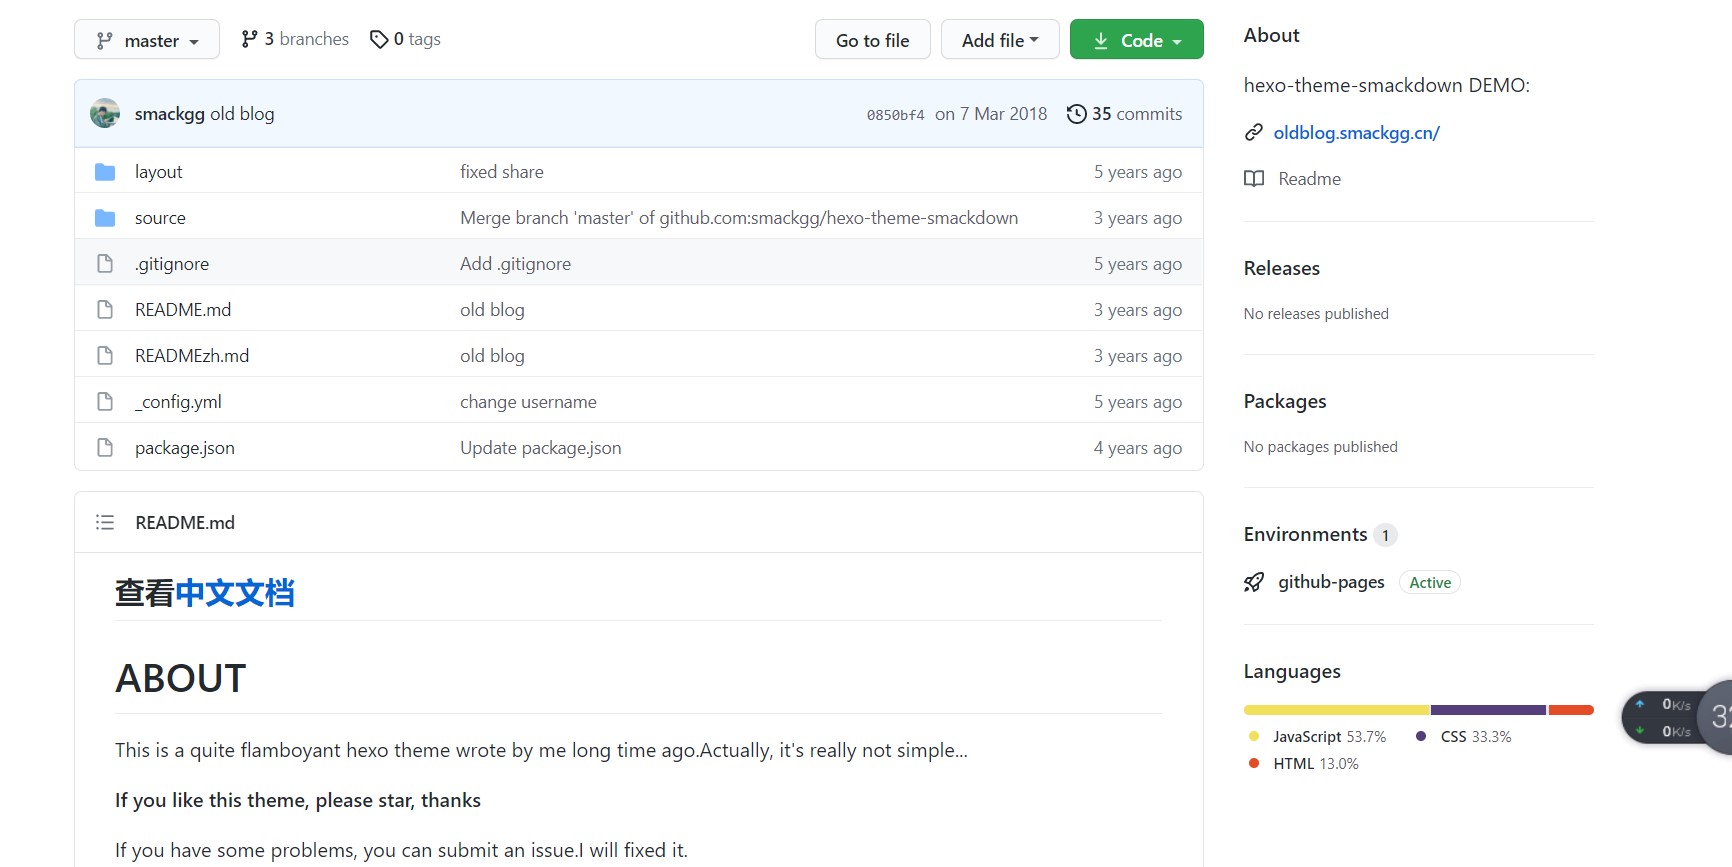 master 3 branches 0 tags Go to file Add file Code
smackgg old blog 0850bf4 on 7 Mar 2018 35 commits
layout fixed share 5 years ago
source Merge branch 'master' of github.com:smackgg/hexo-theme-smackdown 3 years ago
.gitignore Add .gitignore 5 years ago
README.md old blog 3 years ago
READMEzh.md old blog 3 years ago
_config.yml change username 5 years ago
package.json Update package.json 4 years ago
README.md
查看中文文档
ABOUT
This is a quite flamboyant hexo theme wrote by me long time ago.Actually, it's really not simple...
If you like this theme, please star, thanks
If you have some problems, you can submit an issue.I will fixed it.
About
hexo-theme-smackdown DEMO:
oldblog.smackgg.cn/
Readme
Releases
No releases published
Packages
No packages published
Environments 1
github-pages Active
Languages
JavaScript 53.7% CSS 33.3%
HTML 13.0%
0K/s
0K/s